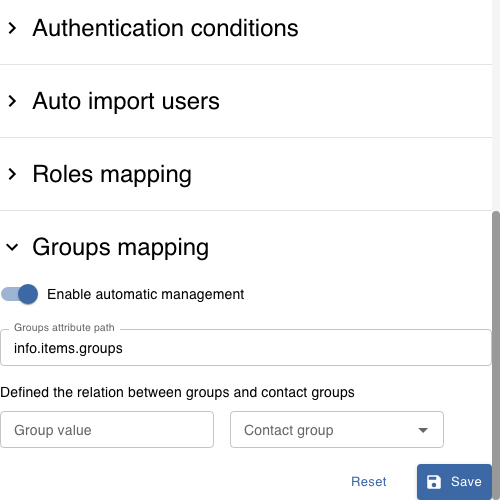 Authentication conditions
Auto import users
Roles mapping
Groups mapping
Enable automatic management
Groups attribute path
info.items.groups
Defined the relation between groups and contact groups
Group value
Contact group
Reset
Save